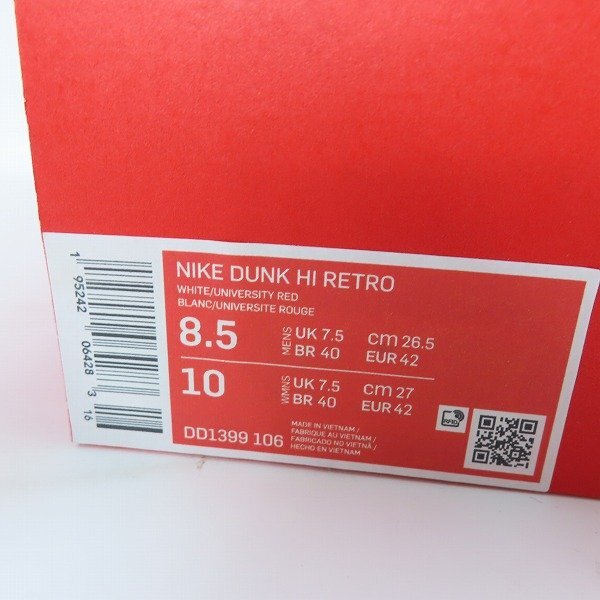 NIKE DUNK HI RETRO
WHITE/UNIVERSITY RED
BLANC/UNIVERSITE ROUGE
8.5 MENS UK 7.5 cm 26.5
BR 40 EUR 42
10 WMNS UK 7.5 cm 27
BR 40 EUR 42
DD1399 106
MADE IN VIETNAM /
FABRIQUE AU VIETNAM /
FABRICADO NO VIETNÃ /
HECHO EN VIETNAM
RFID
1 95242 06428 3 16